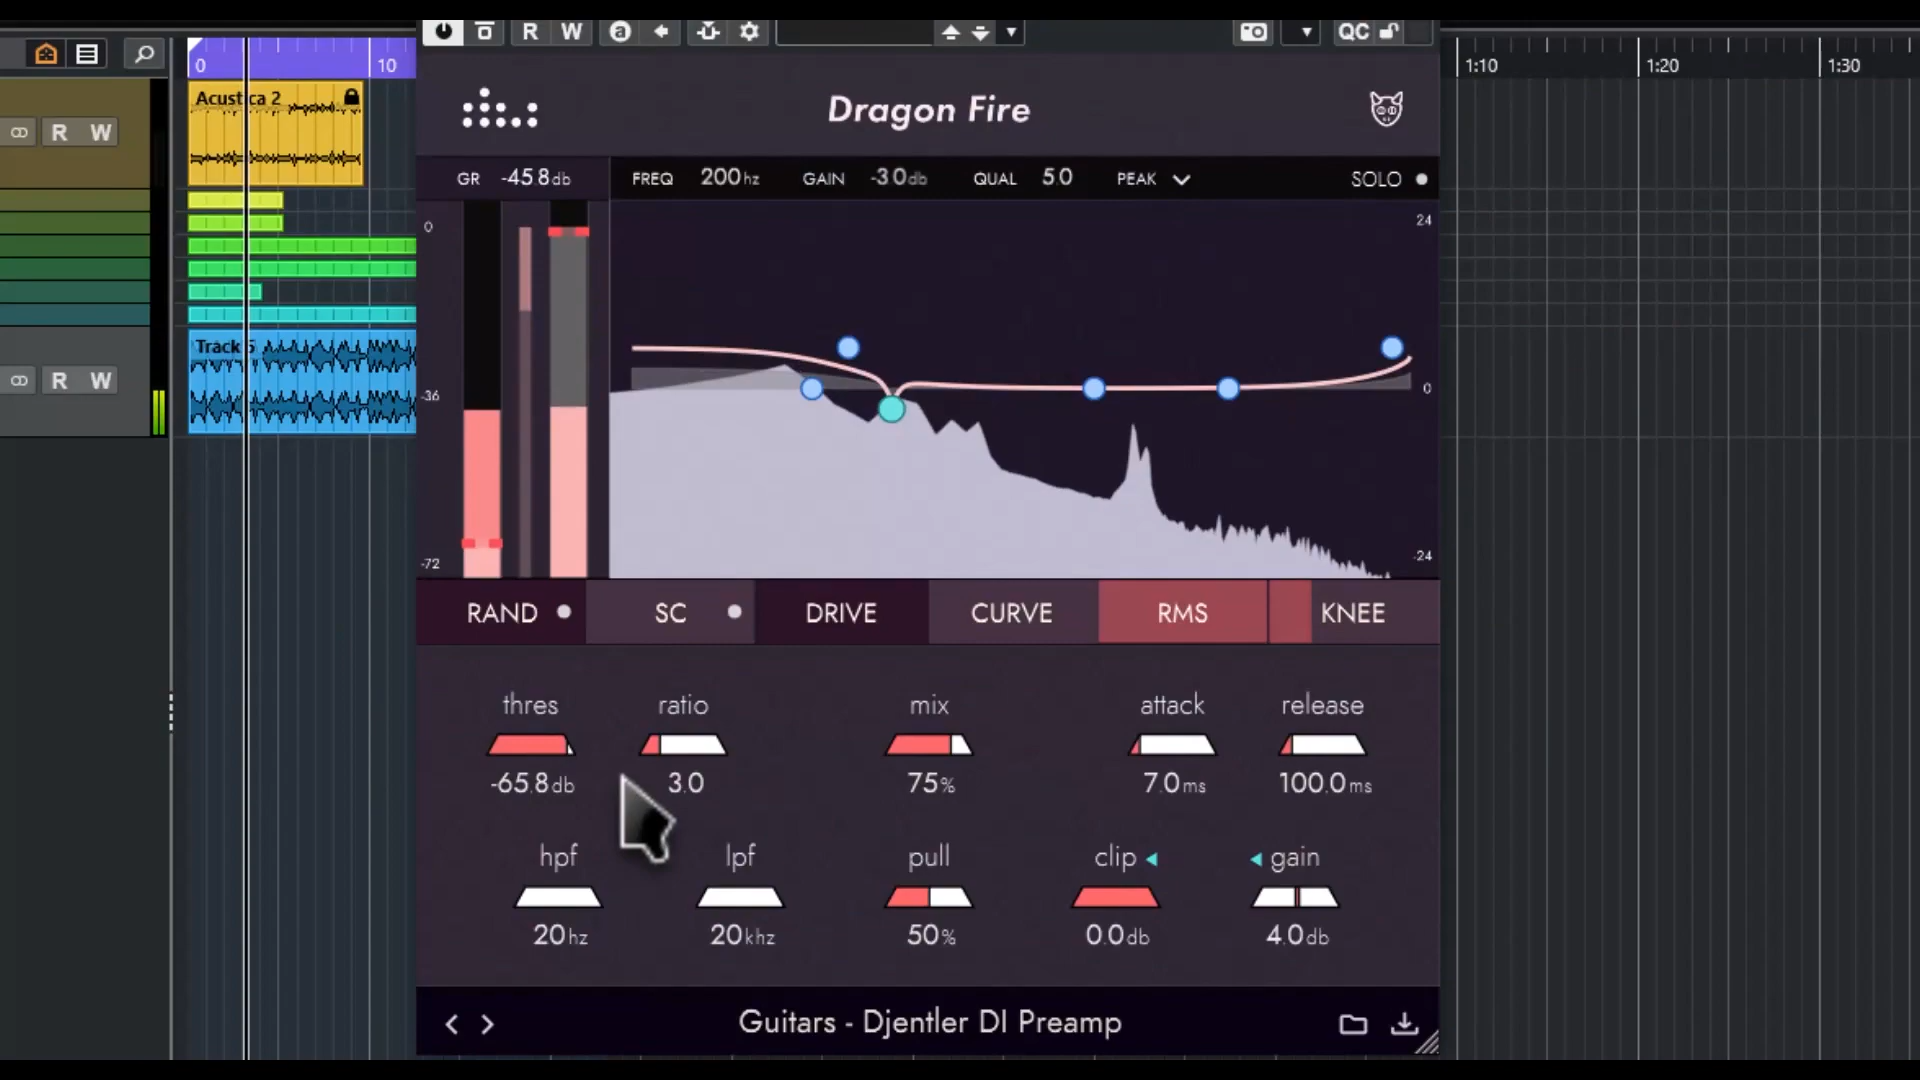 R W a QC
0 10 1:10 1:20 1:30
Acustica 2
R W
Track 5
R W
Dragon Fire
GR -45.8db FREQ 200hz GAIN -3.0db QUAL 5.0 PEAK SOLO
0
-36
-72
24
0
-24
RAND SC DRIVE CURVE RMS KNEE
thres ratio mix attack release
-65.8db 3.0 75% 7.0ms 100.0ms
hpf lpf pull clip gain
20hz 20khz 50% 0.0db 4.0db
Guitars - Djentler DI Preamp